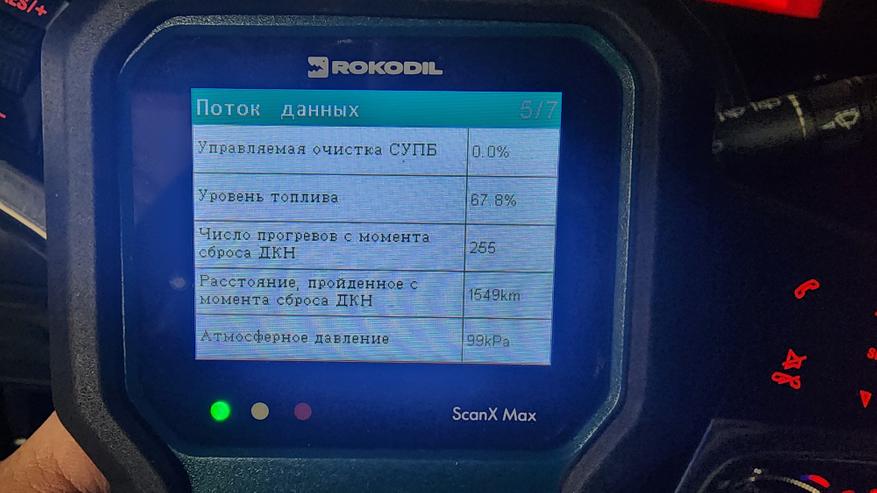 ROKODIL
Поток данных 5/7
Управляемая очистка СУПБ 0.0%
Уровень топлива 67.8%
Число прогревов с момента
сброса ДКН 255
Расстояние, пройденное с
момента сброса ДКН 1549km
Атмосферное давление 99kPa
ScanX Max